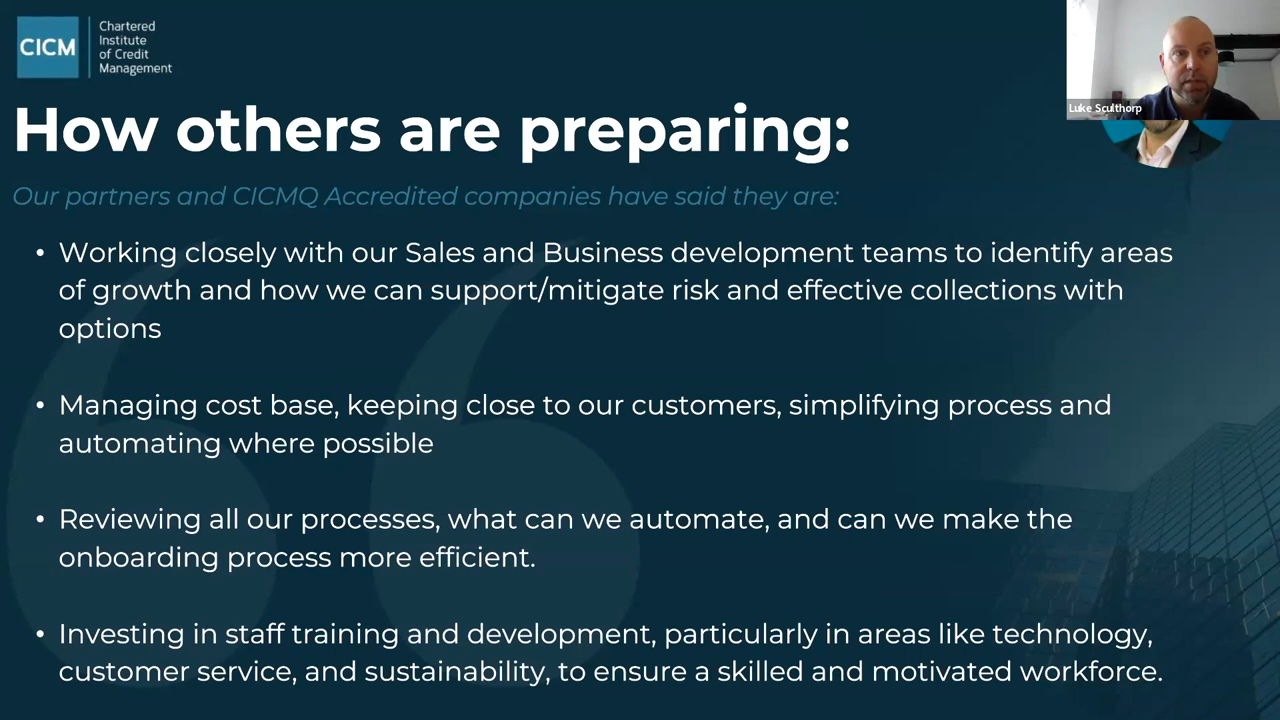 CICM
Chartered
Institute
of Credit
Management
Luke Sculthorp
How others are preparing:
Our partners and CICMQ Accredited companies have said they are:
• Working closely with our Sales and Business development teams to identify areas
of growth and how we can support/mitigate risk and effective collections with
options
• Managing cost base, keeping close to our customers, simplifying process and
automating where possible
• Reviewing all our processes, what can we automate, and can we make the
onboarding process more efficient.
• Investing in staff training and development, particularly in areas like technology,
customer service, and sustainability, to ensure a skilled and motivated workforce.